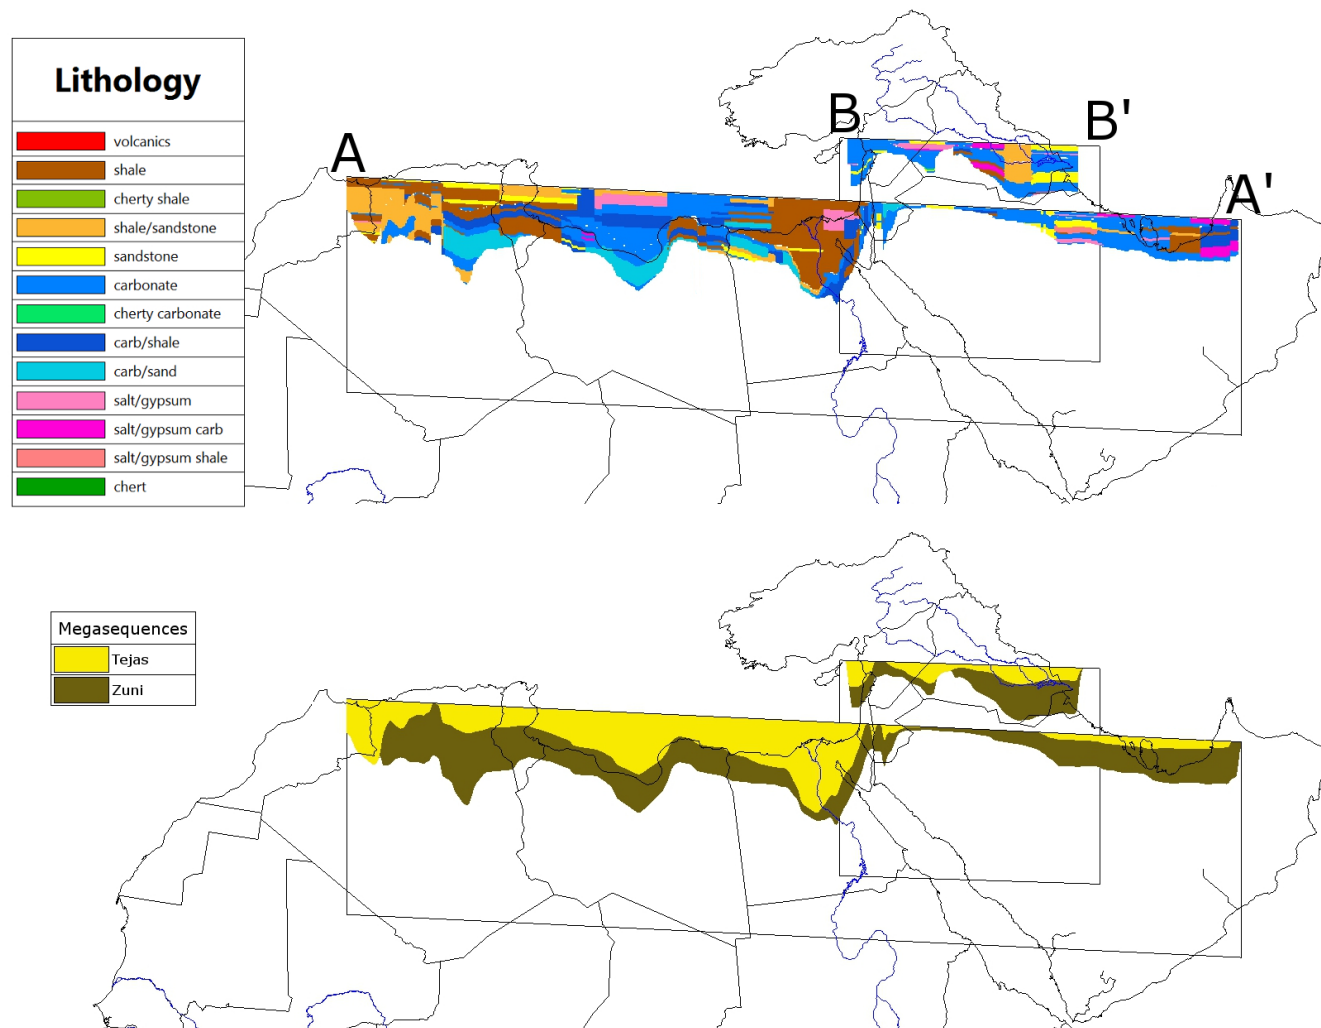 Lithology
volcanics
shale
cherty shale
shale/sandstone
sandstone
carbonate
cherty carbonate
carb/shale
carb/sand
salt/gypsum
salt/gypsum carb
salt/gypsum shale
chert
A
B
B'
A'
Megasequences
Tejas
Zuni